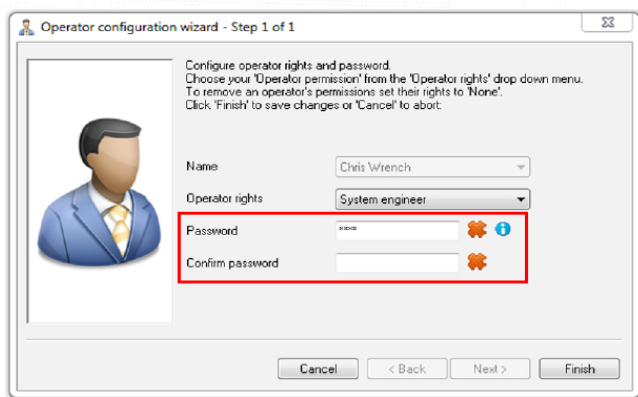 Operator configuration wizard - Step 1 of 1
Configure operator rights and password.
Choose your 'Operator permission' from the 'Operator rights' drop down menu.
To remove an operator's permissions set their rights to 'None'.
Click 'Finish' to save changes or 'Cancel' to abort:
Name Chris Wrench
Operator rights System engineer
Password ****
Confirm password
Cancel < Back Next > Finish